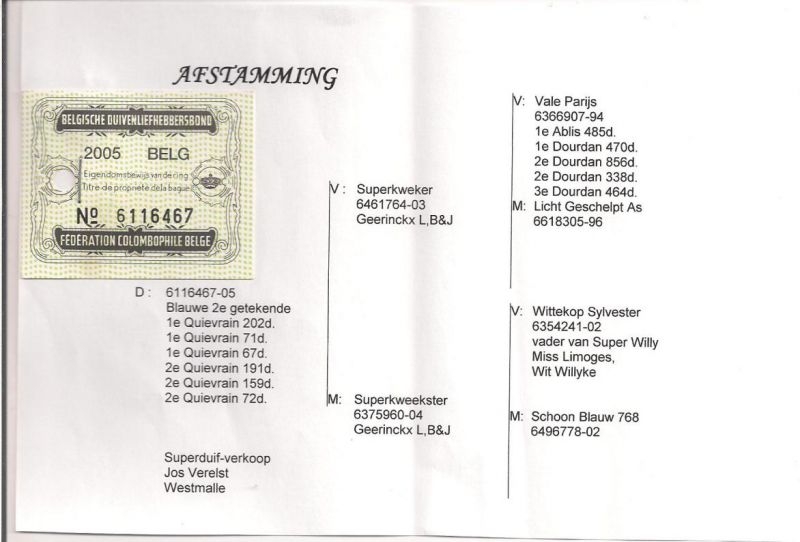 AFSTAMMING
BELGISCHE DUIVENLIEFHEBBERSBOND
2005 BELG
Eigendomsbewijs van de ring
Titre de propriété de la bague
No 6116467
FÉDÉRATION COLOMBOPHILE BELGE
D : 6116467-05
Blauwe 2e getekende
1e Quievrain 202d.
1e Quievrain 71d.
1e Quievrain 67d.
2e Quievrain 191d.
2e Quievrain 159d.
2e Quievrain 72d.
Superduif-verkoop
Jos Verelst
Westmalle
V : Superkweker
6461764-03
Geerinckx L,B&J
M: Superkweekster
6375960-04
Geerinckx L,B&J
V: Vale Parijs
6366907-94
1e Ablis 485d.
1e Dourdan 470d.
2e Dourdan 856d.
2e Dourdan 338d.
3e Dourdan 464d.
M: Licht Geschelpt As
6618305-96
V: Wittekop Sylvester
6354241-02
vader van Super Willy
Miss Limoges,
Wit Willyke
M: Schoon Blauw 768
6496778-02